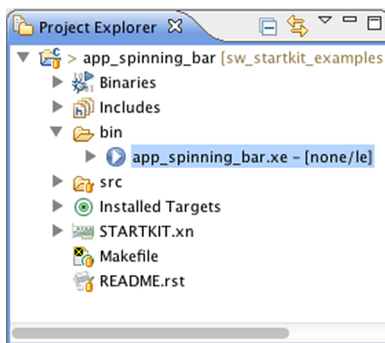 Project Explorer
> app_spinning_bar [sw_startkit_examples
Binaries
Includes
bin
app_spinning_bar.xe - [none/le]
src
Installed Targets
STARTKIT.xn
Makefile
README.rst